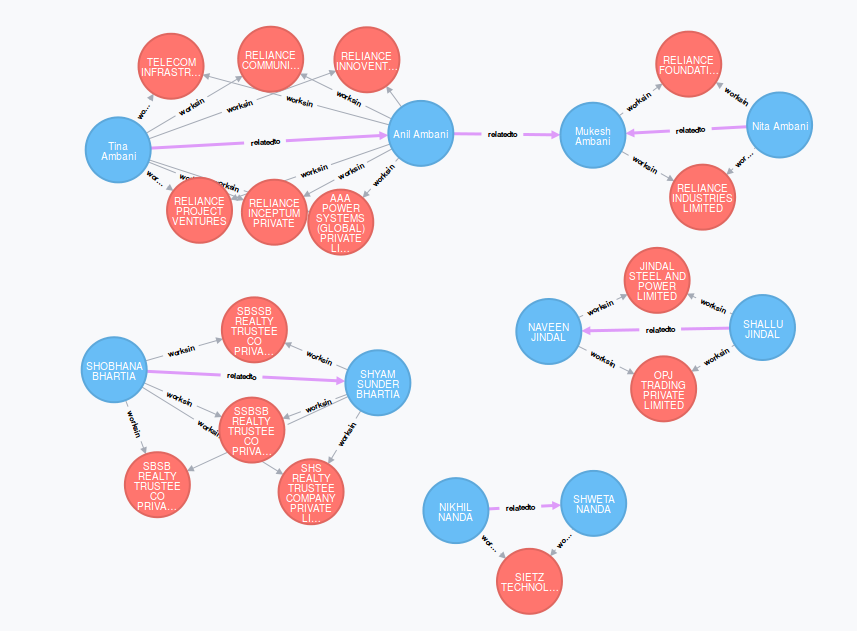 TELECOM
INFRASTR…
RELIANCE
COMMUNI…
RELIANCE
INNOVENT…
RELIANCE
FOUNDATI…
wo…
worksin
worksin
worksin
worksin
worksin
worksin
Tina
Ambani
relatedto
Anil Ambani
relatedto
Mukesh
Ambani
relatedto
Nita Ambani
wor…
worksin
worksin
worksin
worksin
worksin
wor…
RELIANCE
PROJECT
VENTURES
RELIANCE
INCEPTUM
PRIVATE
AAA
POWER
SYSTEMS
(GLOBAL)
PRIVATE
LI…
RELIANCE
INDUSTRIES
LIMITED
JINDAL
STEEL AND
POWER
LIMITED
worksin
worksin
NAVEEN
JINDAL
relatedto
SHALLU
JINDAL
worksin
worksin
OPJ
TRADING
PRIVATE
LIMITED
SBSSB
REALTY
TRUSTEE
CO
PRIVA…
worksin
worksin
SHOBHANA
BHARTIA
relatedto
SHYAM
SUNDER
BHARTIA
worksin
worksin
worksin
worksin
worksin
SSBSB
REALTY
TRUSTEE
CO
PRIVA…
SBSB
REALTY
TRUSTEE
CO
PRIVA…
SHS
REALTY
TRUSTEE
COMPANY
PRIVATE
LI…
NIKHIL
NANDA
relatedto
SHWETA
NANDA
wor…
wo…
SIETZ
TECHNOL…